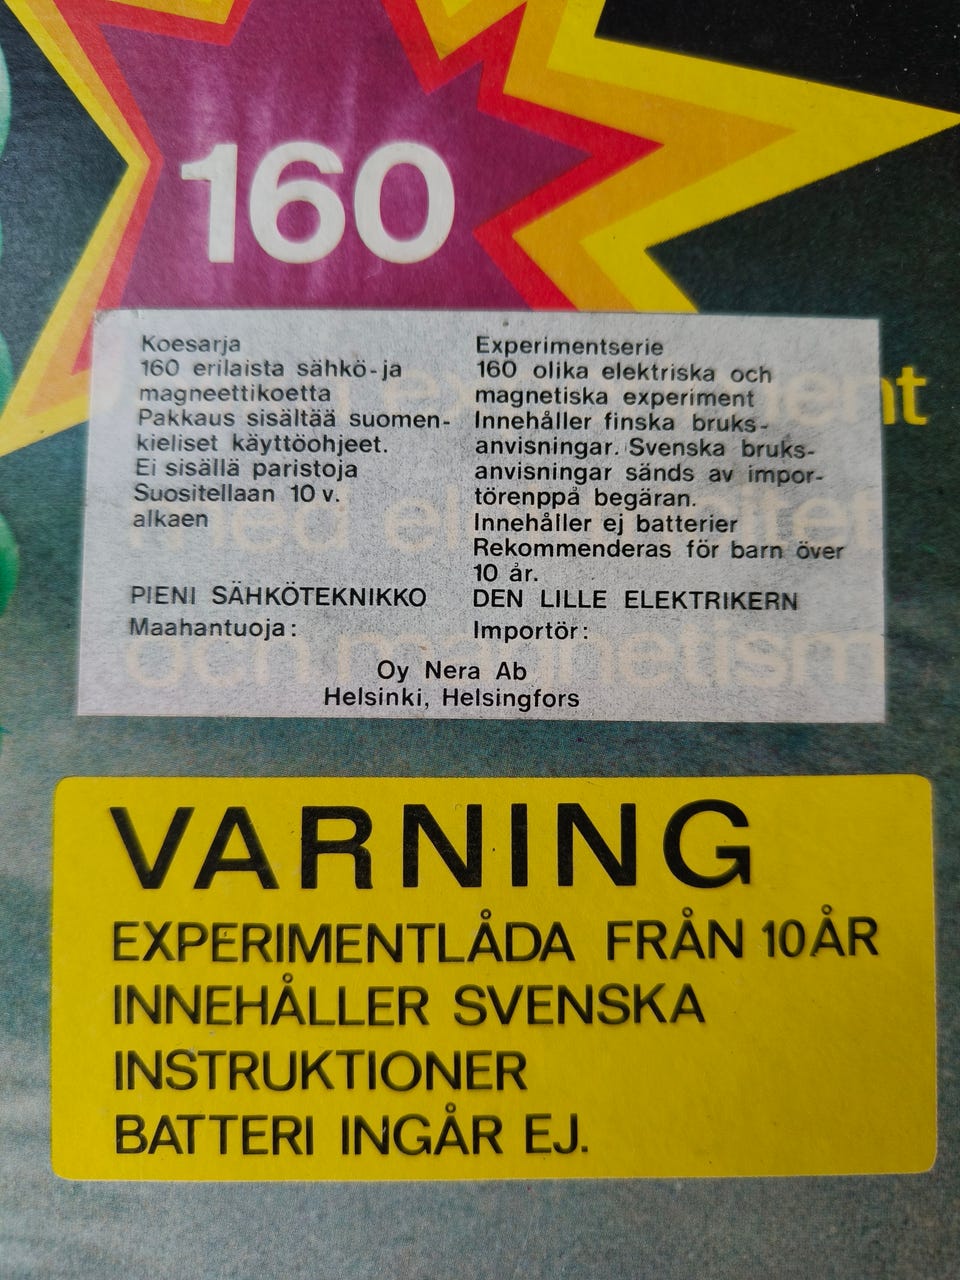 160
Koesarja
160 erilaista sähkö-ja
magneettikoetta
Pakkaus sisältää suomen-
kieliset käyttöohjeet.
Ei sisällä paristoja
Suositellaan 10 v.
alkaen
PIENI SÄHKÖTEKNIKKO
Maahantuoja:
Experimentserie
160 olika elektriska och
magnetiska experiment
Innehåller finska bruks-
anvisningar. Svenska bruks-
anvisningar sänds av impor-
törenppå begäran.
Innehåller ej batterier
Rekommenderas för barn över
10 år.
DEN LILLE ELEKTRIKERN
Importör:
Oy Nera Ab
Helsinki, Helsingfors
och magnetism
VARNING
EXPERIMENTLÅDA FRÅN 10ÅR
INNEHÅLLER SVENSKA
INSTRUKTIONER
BATTERI INGÅR EJ.